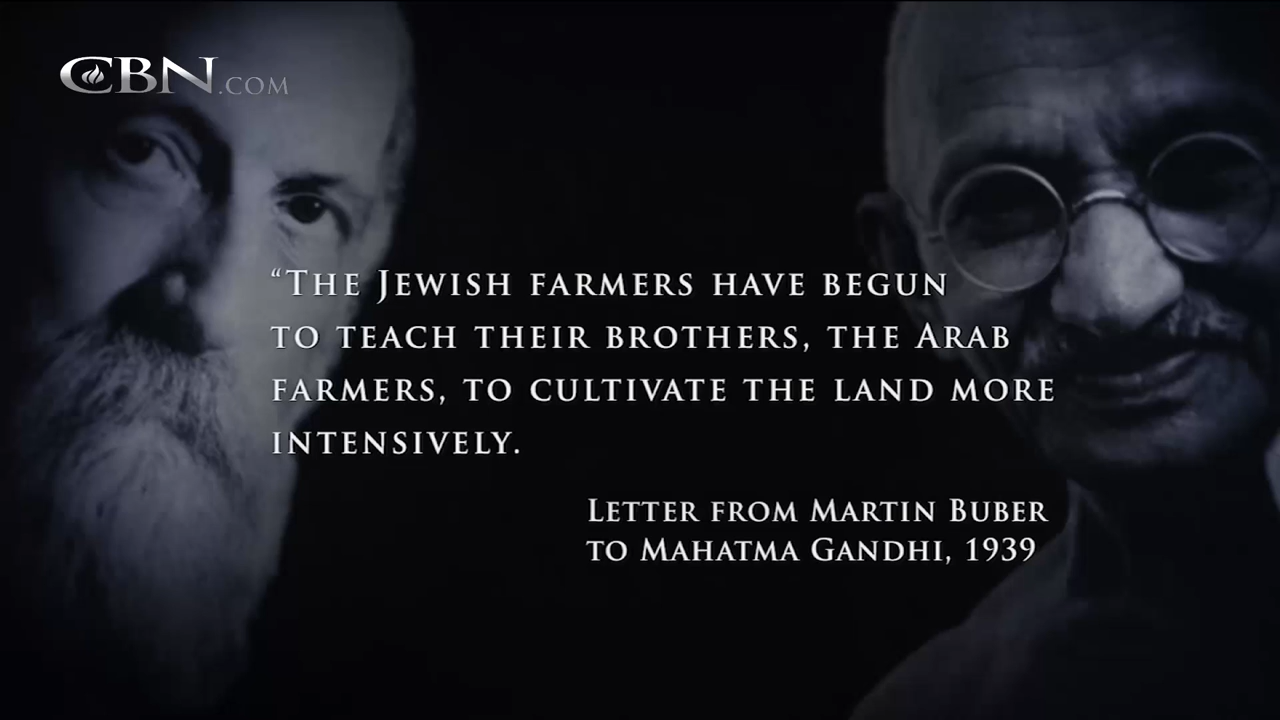 CBN.COM
“THE JEWISH FARMERS HAVE BEGUN
TO TEACH THEIR BROTHERS, THE ARAB
FARMERS, TO CULTIVATE THE LAND MORE
INTENSIVELY.
LETTER FROM MARTIN BUBER
TO MAHATMA GANDHI, 1939